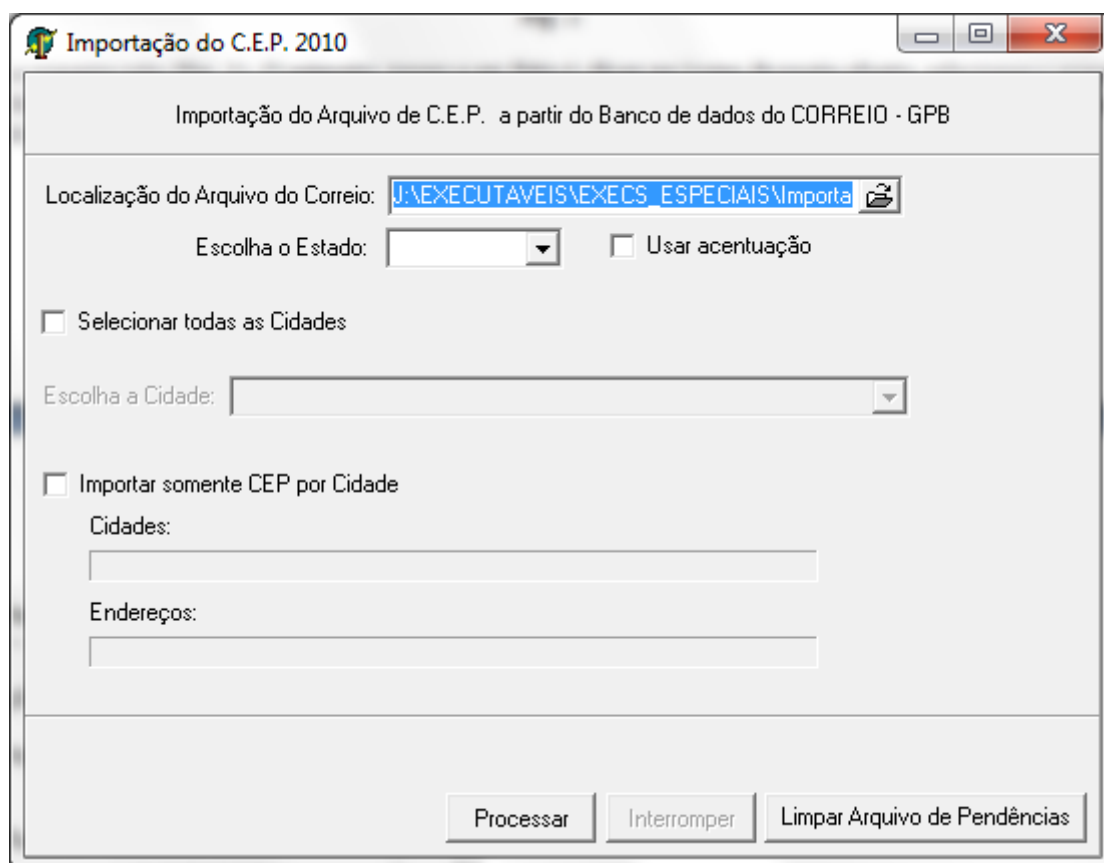 Importação do C.E.P. 2010
Importação do Arquivo de C.E.P. a partir do Banco de dados do CORREIO - GPB
Localização do Arquivo do Correio: J:\EXECUTAVEIS\EXECS_ESPECIAIS\Importa
Escolha o Estado: Usar acentuação
Selecionar todas as Cidades
Escolha a Cidade:
Importar somente CEP por Cidade
Cidades:
Endereços:
Processar Interromper Limpar Arquivo de Pendências